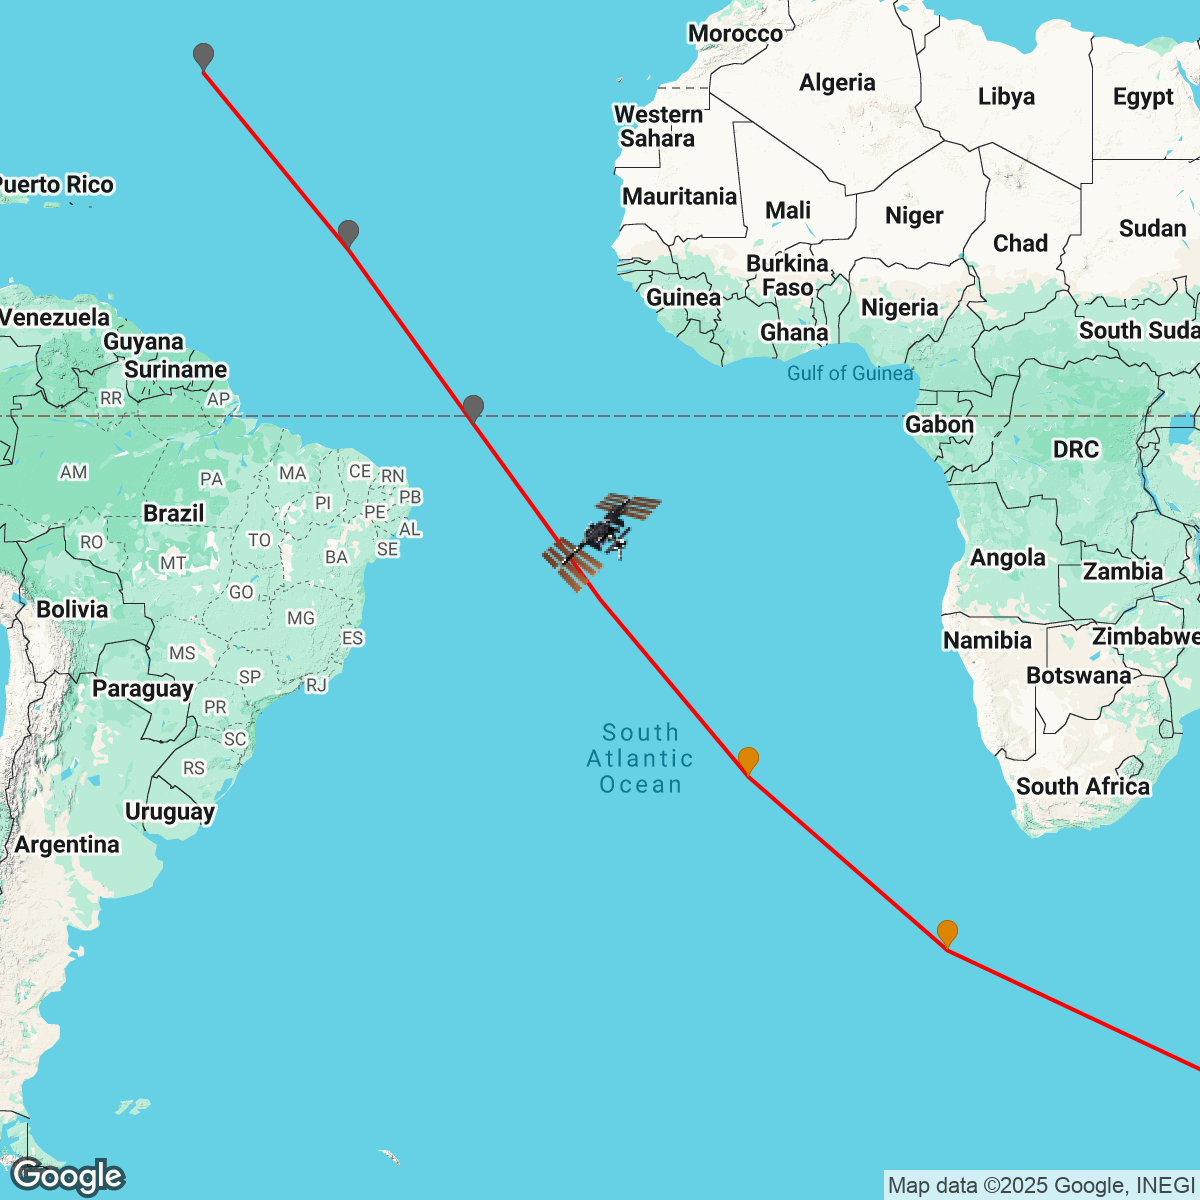 Morocco
Algeria
Libya
Egypt
Western
Sahara
Puerto Rico
Mauritania
Mali
Niger
Chad
Sudan
Burkina
Faso
Guinea
Nigeria
Ghana
South Suda
Venezuela
Guyana
Suriname
Gulf of Guinea
RR
AP
Gabon
DRC
AM
PA
MA
CE
RN
PI
PB
PE
Brazil
AL
RO
TO
SE
MT
BA
Angola
Zambia
GO
Bolivia
MG
ES
Namibia
Zimbabwe
MS
SP
RJ
Botswana
Paraguay
PR
SC
South
Atlantic
Ocean
RS
South Africa
Uruguay
Argentina
Google
Map data ©2025 Google, INEGI